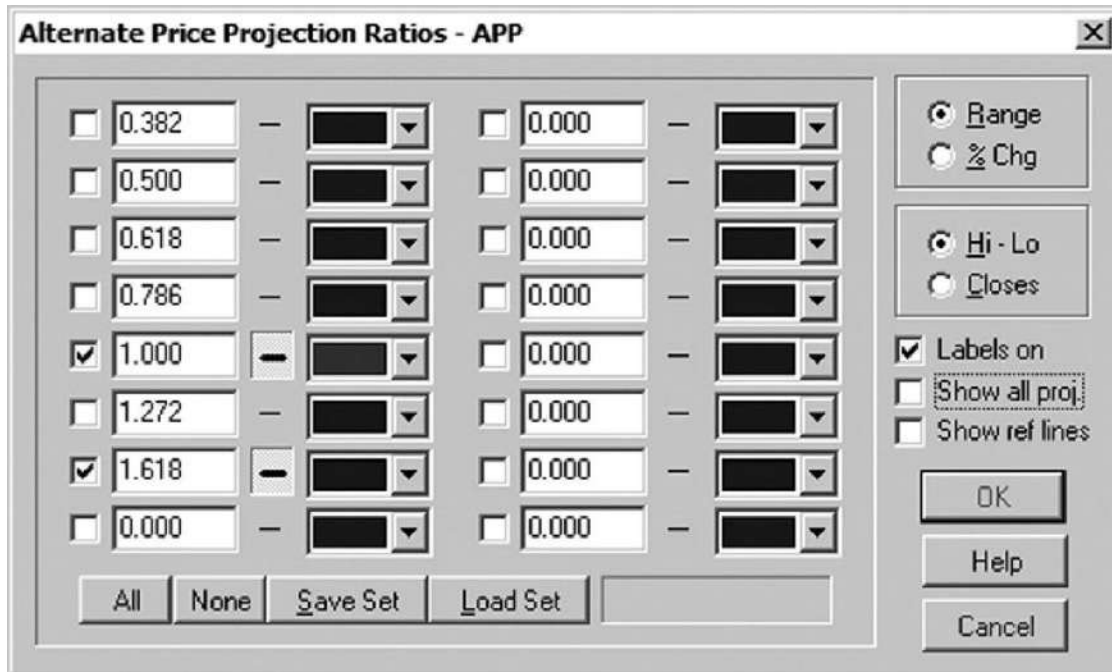 Alternate Price Projection Ratios - APP
0.382 0.000
0.500 0.000
0.618 0.000
0.786 0.000
1.000 0.000
1.272 0.000
1.618 0.000
0.000 0.000
All None Save Set Load Set
Range
% Chg
Hi - Lo
Closes
Labels on
Show all proj.
Show ref lines
OK
Help
Cancel